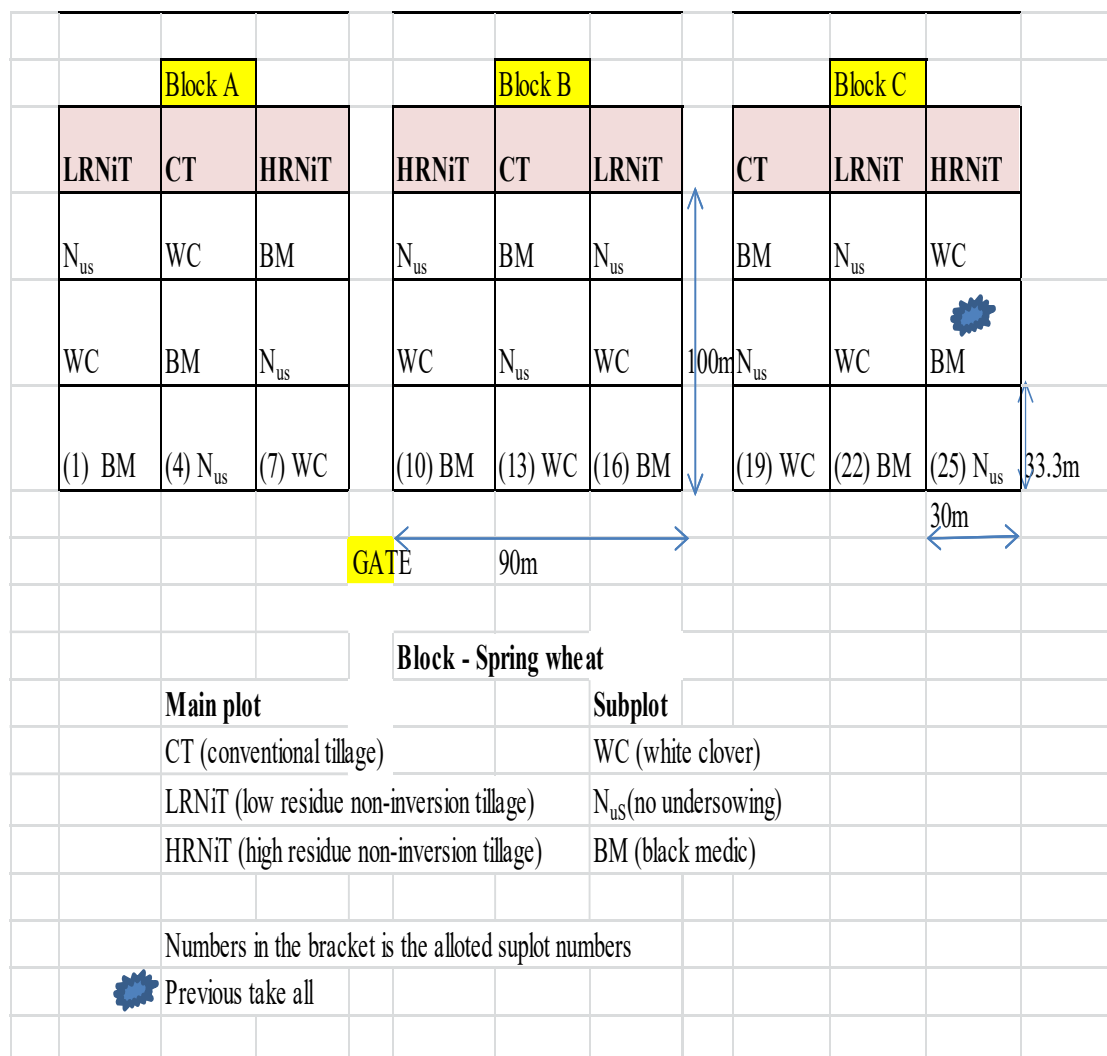 Block A Block B Block C
LRNiT CT HRNiT HRNiT CT LRNiT CT LRNiT HRNiT
Nus WC BM Nus BM Nus BM Nus WC
WC BM Nus WC Nus WC 100m Nus WC BM
(1) BM (4) Nus (7) WC (10) BM (13) WC (16) BM (19) WC (22) BM (25) Nus 33.3m
30m
GATE 90m
Block - Spring wheat
Main plot Subplot
CT (conventional tillage) WC (white clover)
LRNiT (low residue non-inversion tillage) NuS(no undersowing)
HRNiT (high residue non-inversion tillage) BM (black medic)
Numbers in the bracket is the alloted suplot numbers
Previous take all